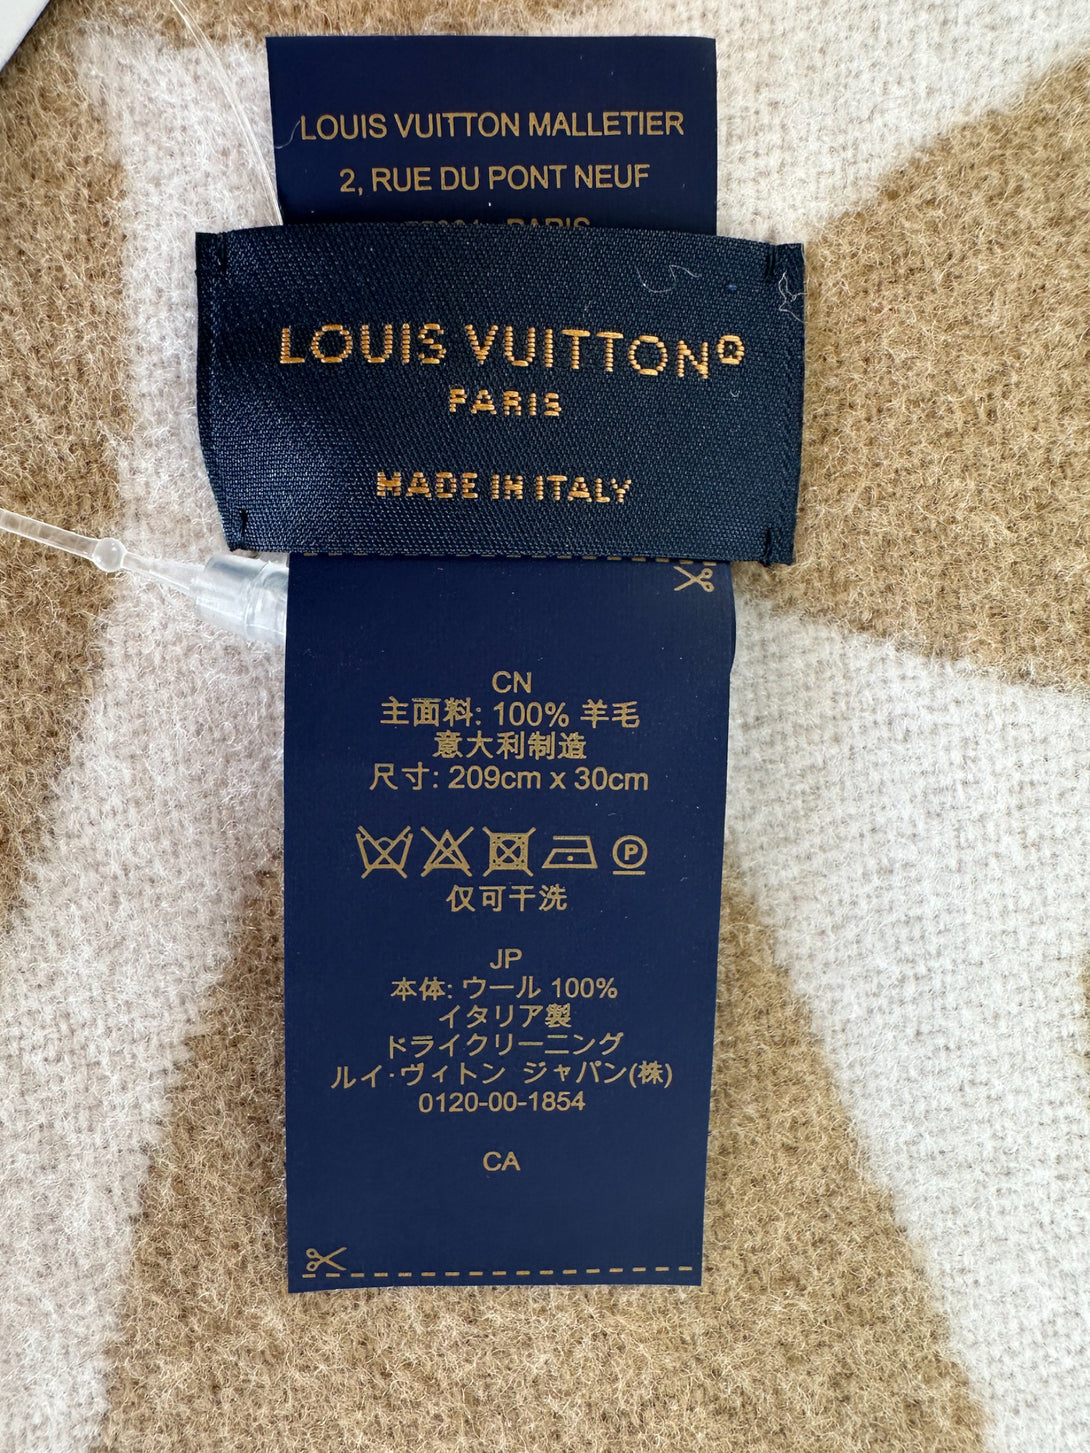 LOUIS VUITTON MALLETIER
2, RUE DU PONT NEUF
PARIS
LOUIS VUITTON®
PARIS
MADE IN ITALY
CN
主面料: 100% 羊毛
意大利制造
尺寸: 209cm x 30cm
P
仅可干洗
JP
本体: ウール 100%
イタリア製
ドライクリーニング
ルイ・ヴィトン ジャパン(株)
0120-00-1854
CA